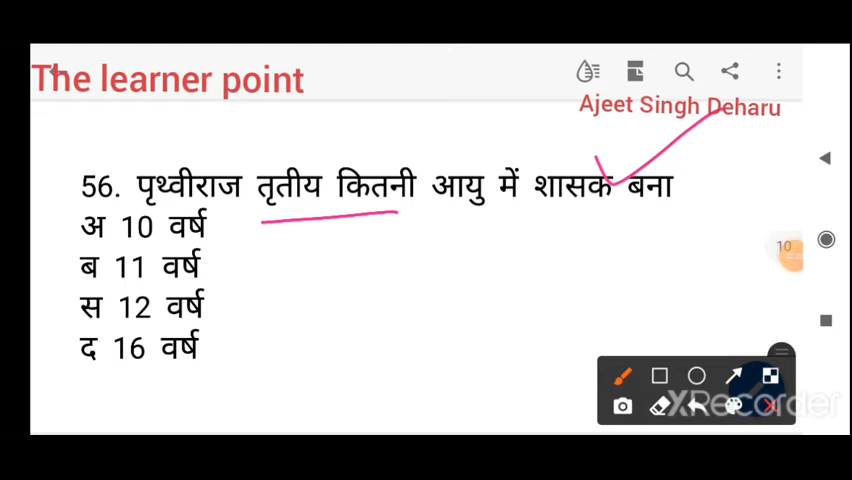 The learner point
Ajeet Singh Deharu
56. पृथ्वीराज तृतीय कितनी आयु में शासक बना
अ 10 वर्ष
ब 11 वर्ष
स 12 वर्ष
द 16 वर्ष
10
XRecorder